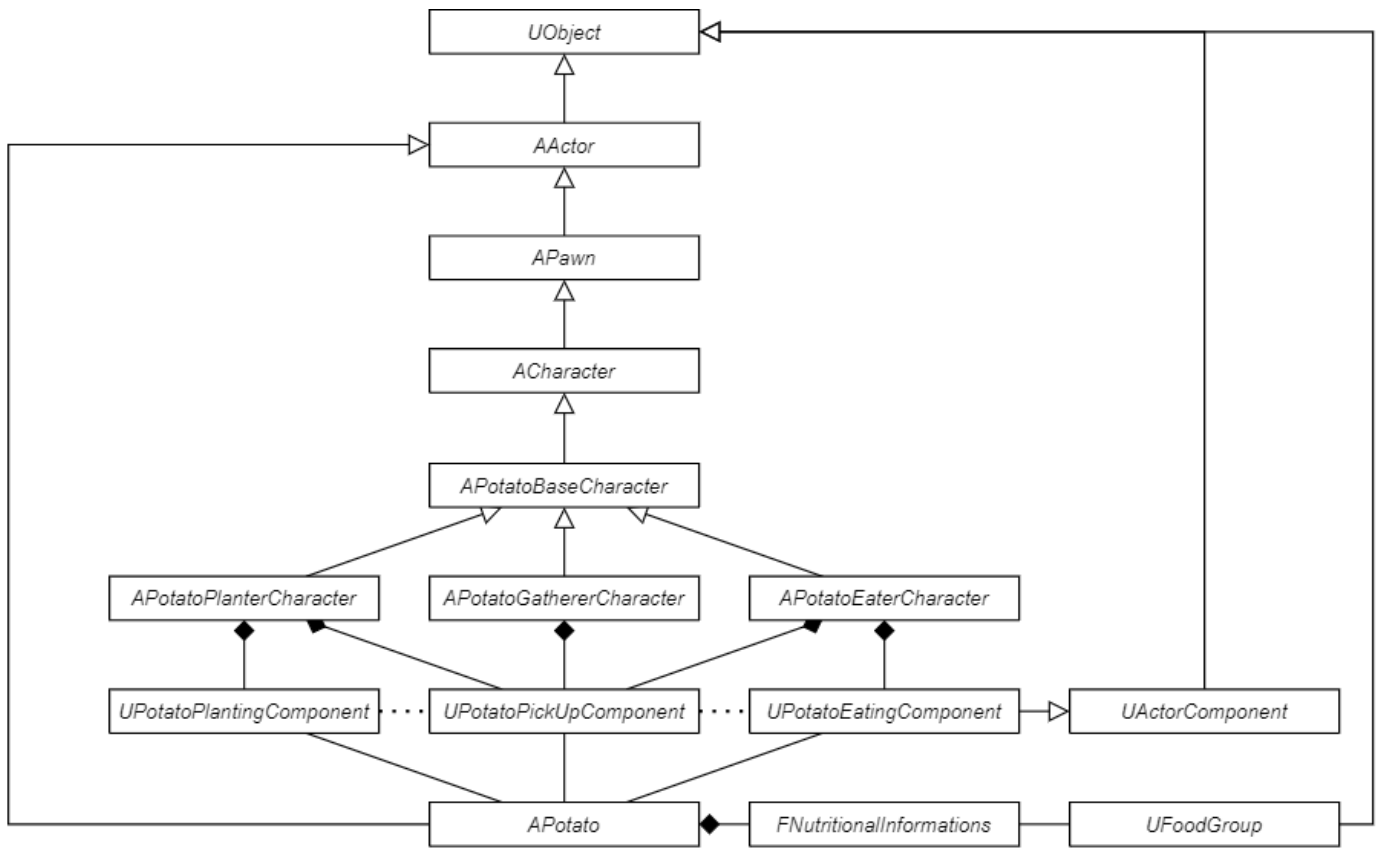 UObject
AActor
APawn
ACharacter
APotatoBaseCharacter
APotatoPlanterCharacter
APotatoGathererCharacter
APotatoEaterCharacter
UPotatoPlantingComponent
UPotatoPickUpComponent
UPotatoEatingComponent
UActorComponent
APotato
FNutritionalInformations
UFoodGroup